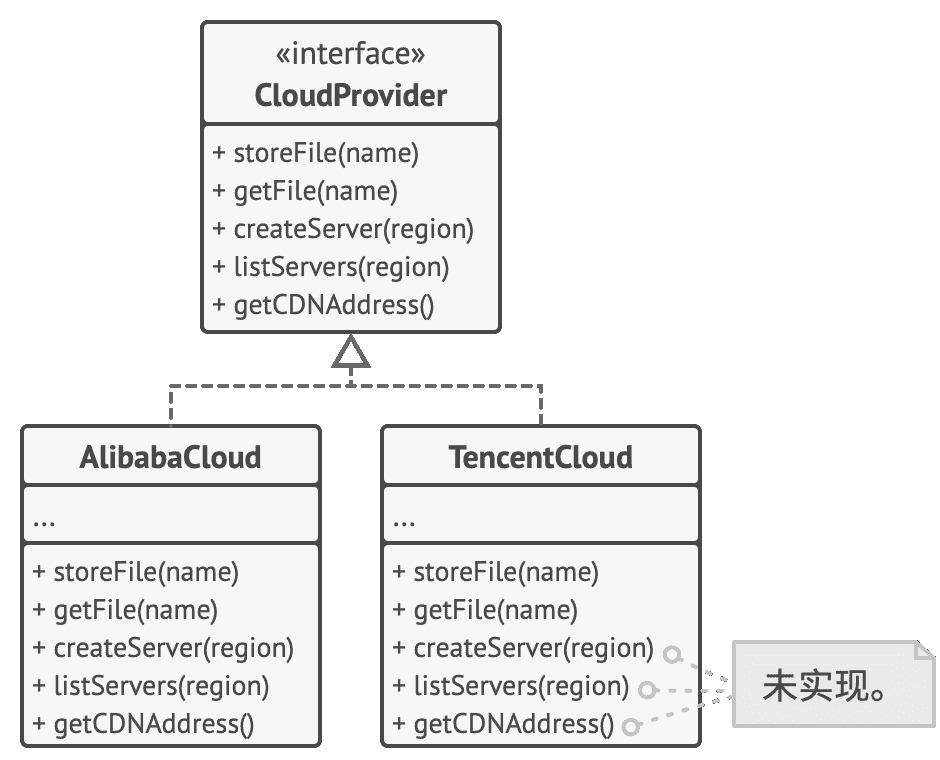 «interface»
CloudProvider
+ storeFile(name)
+ getFile(name)
+ createServer(region)
+ listServers(region)
+ getCDNAddress()
AlibabaCloud
...
+ storeFile(name)
+ getFile(name)
+ createServer(region)
+ listServers(region)
+ getCDNAddress()
TencentCloud
...
+ storeFile(name)
+ getFile(name)
+ createServer(region)
+ listServers(region)
+ getCDNAddress()
未实现。